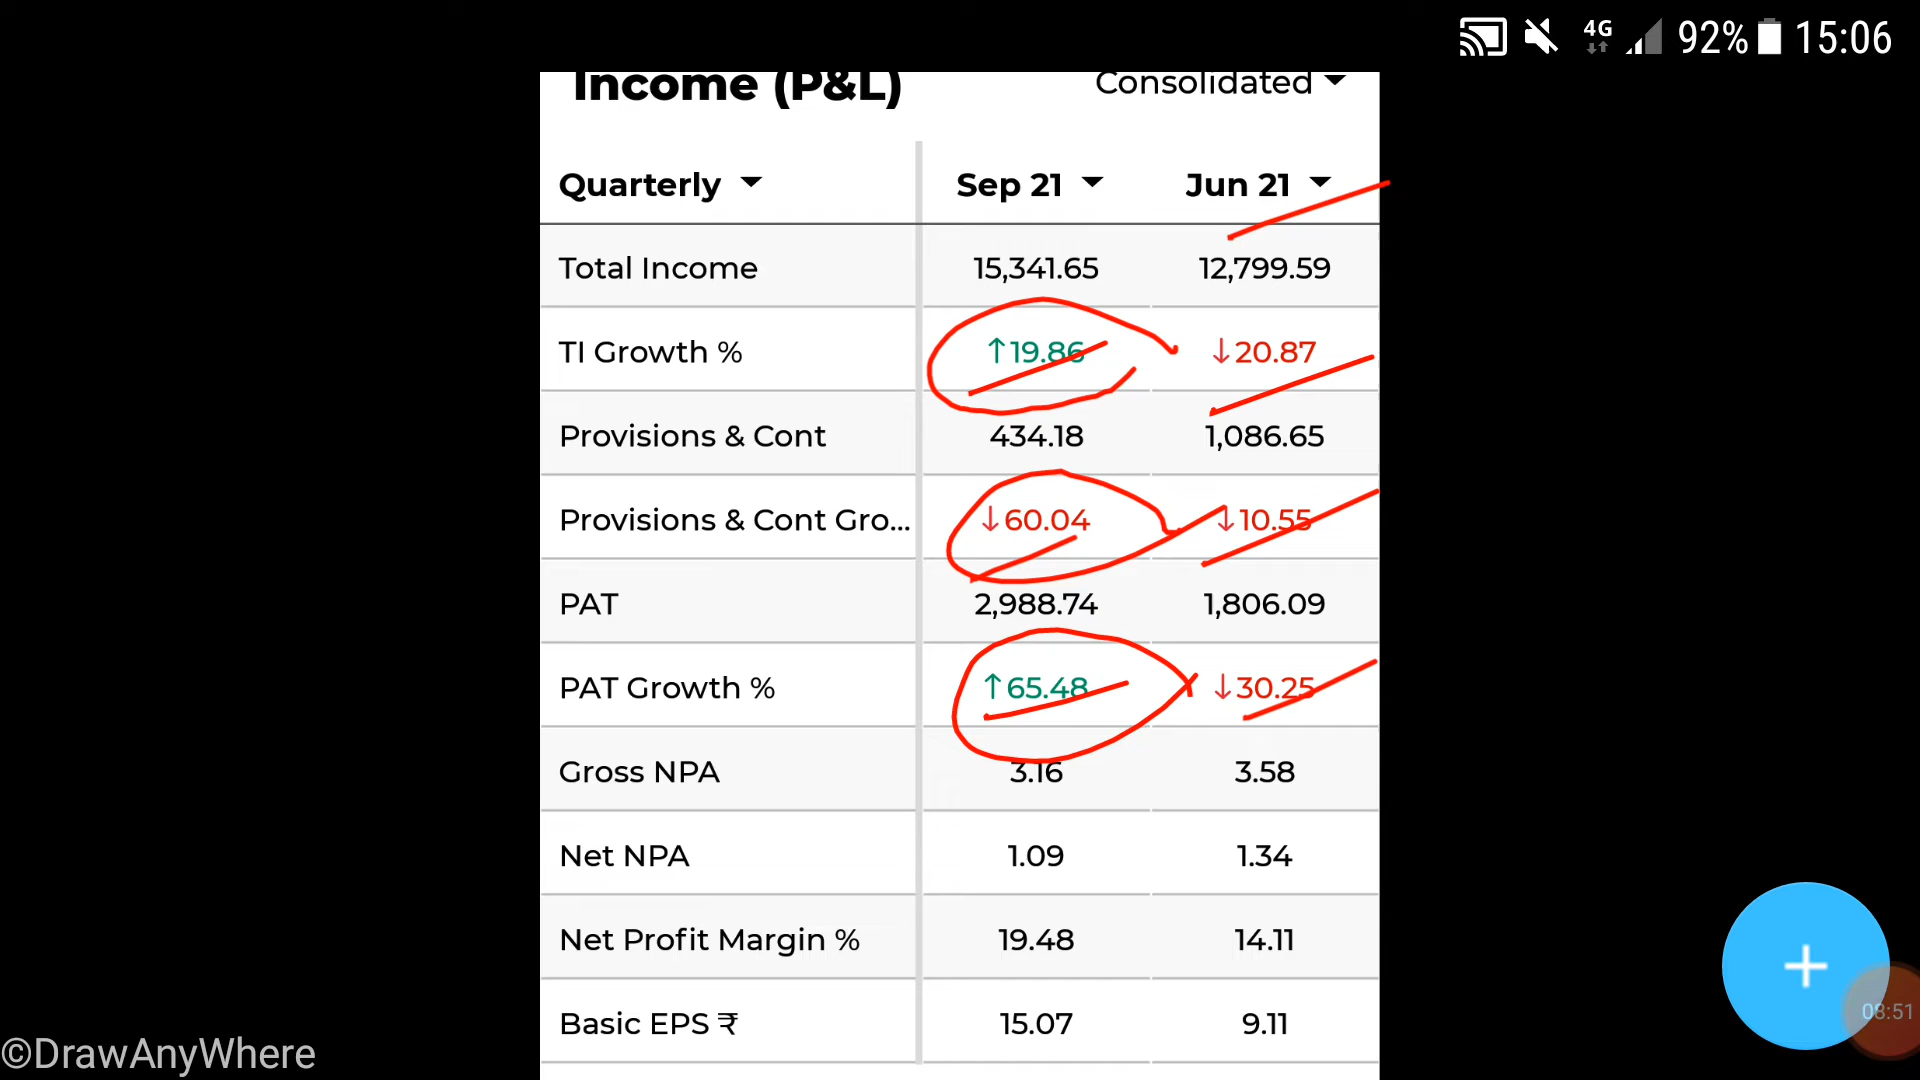 4G 92% 15:06
Income (P&L) Consolidated
Quarterly Sep 21 Jun 21
Total Income 15,341.65 12,799.59
TI Growth % ↑19.86 ↓20.87
Provisions & Cont 434.18 1,086.65
Provisions & Cont Gro... ↓60.04 ↓10.55
PAT 2,988.74 1,806.09
PAT Growth % ↑65.48 ↓30.25
Gross NPA 3.16 3.58
Net NPA 1.09 1.34
Net Profit Margin % 19.48 14.11
Basic EPS ₹ 15.07 9.11
08:51
©DrawAnyWhere